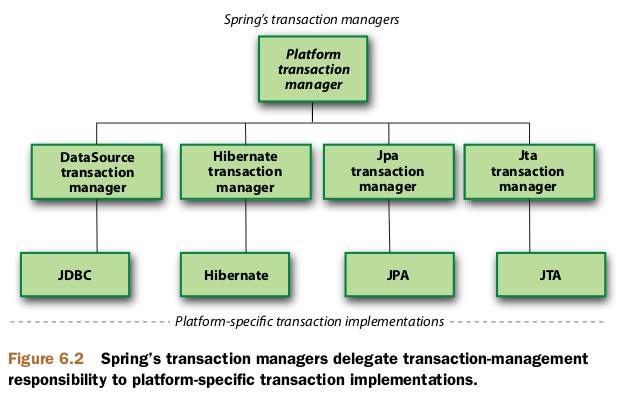 Spring's transaction managers
Platform
transaction
manager
DataSource
transaction
manager
Hibernate
transaction
manager
Jpa
transaction
manager
Jta
transaction
manager
JDBC
Hibernate
JPA
JTA
Platform-specific transaction implementations
Figure 6.2 Spring's transaction managers delegate transaction-management
responsibility to platform-specific transaction implementations.